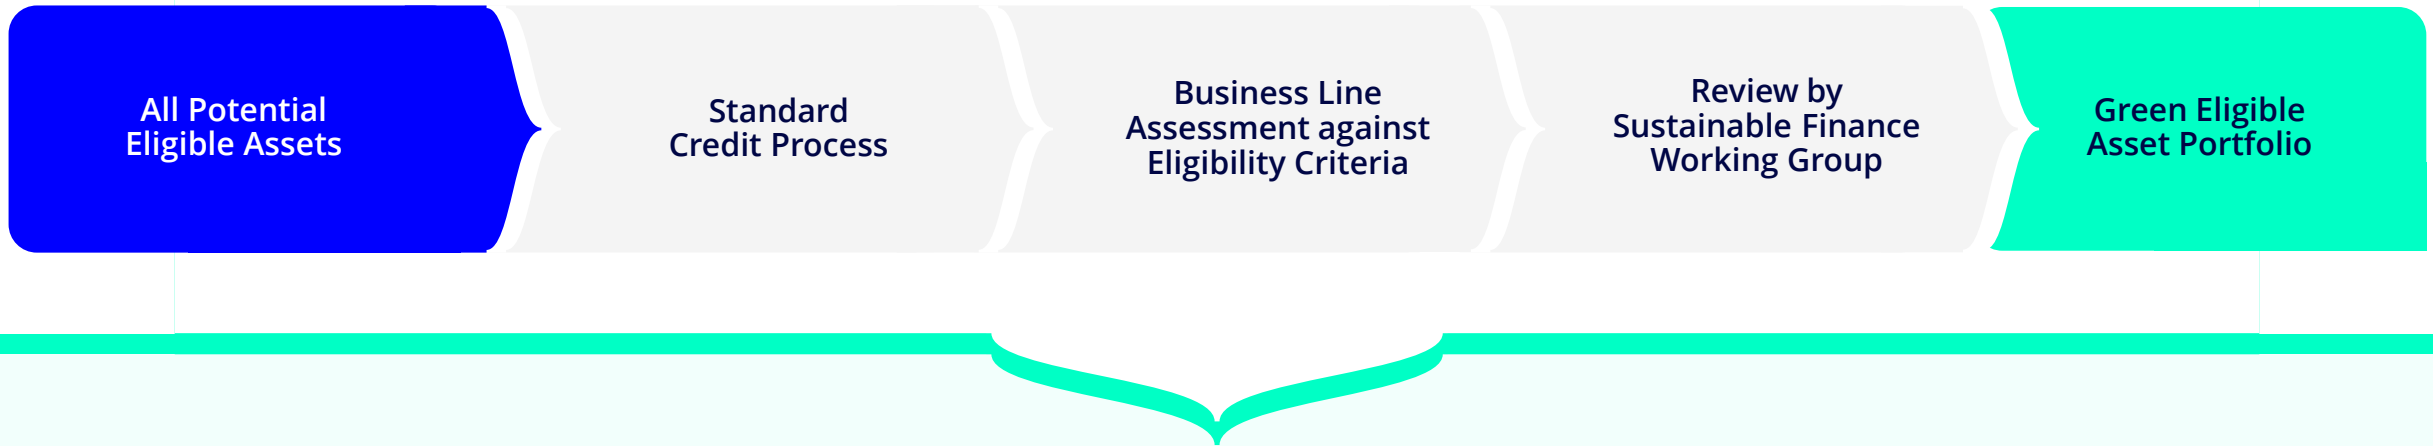 All Potential
Eligible Assets
Standard
Credit Process
Business Line
Assessment against
Eligibility Criteria
Review by
Sustainable Finance
Working Group
Green Eligible
Asset Portfolio